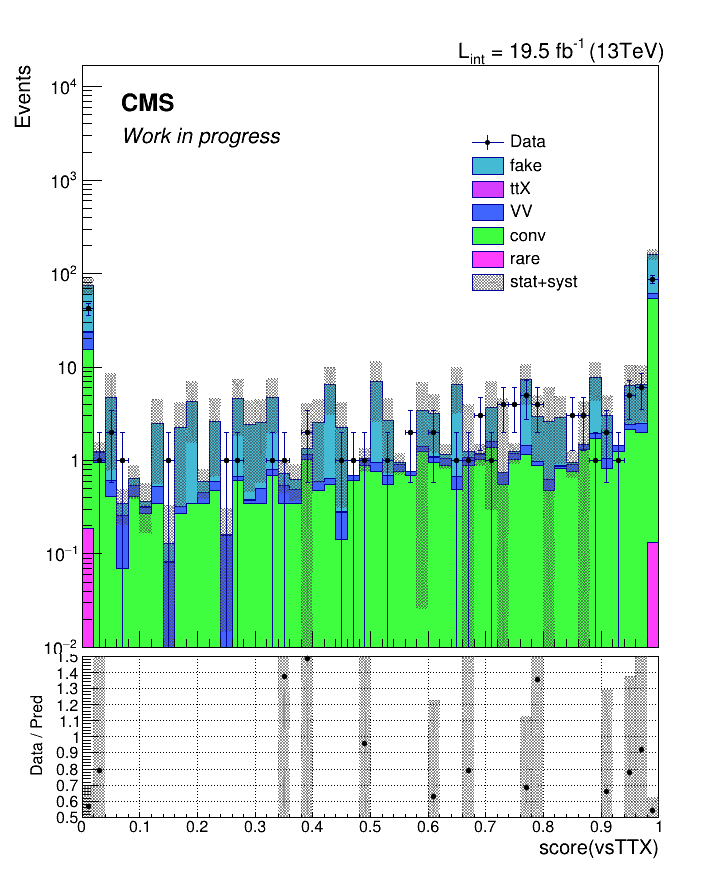 L_int = 19.5 fb^-1 (13TeV)
Events
10^4
10^3
10^2
10
1
10^−1
10^−2
CMS
Work in progress
Data
fake
ttX
VV
conv
rare
stat+syst
Data / Pred
1.5
1.4
1.3
1.2
1.1
1
0.9
0.8
0.7
0.6
0.5
0 0.1 0.2 0.3 0.4 0.5 0.6 0.7 0.8 0.9 1
score(vsTTX)